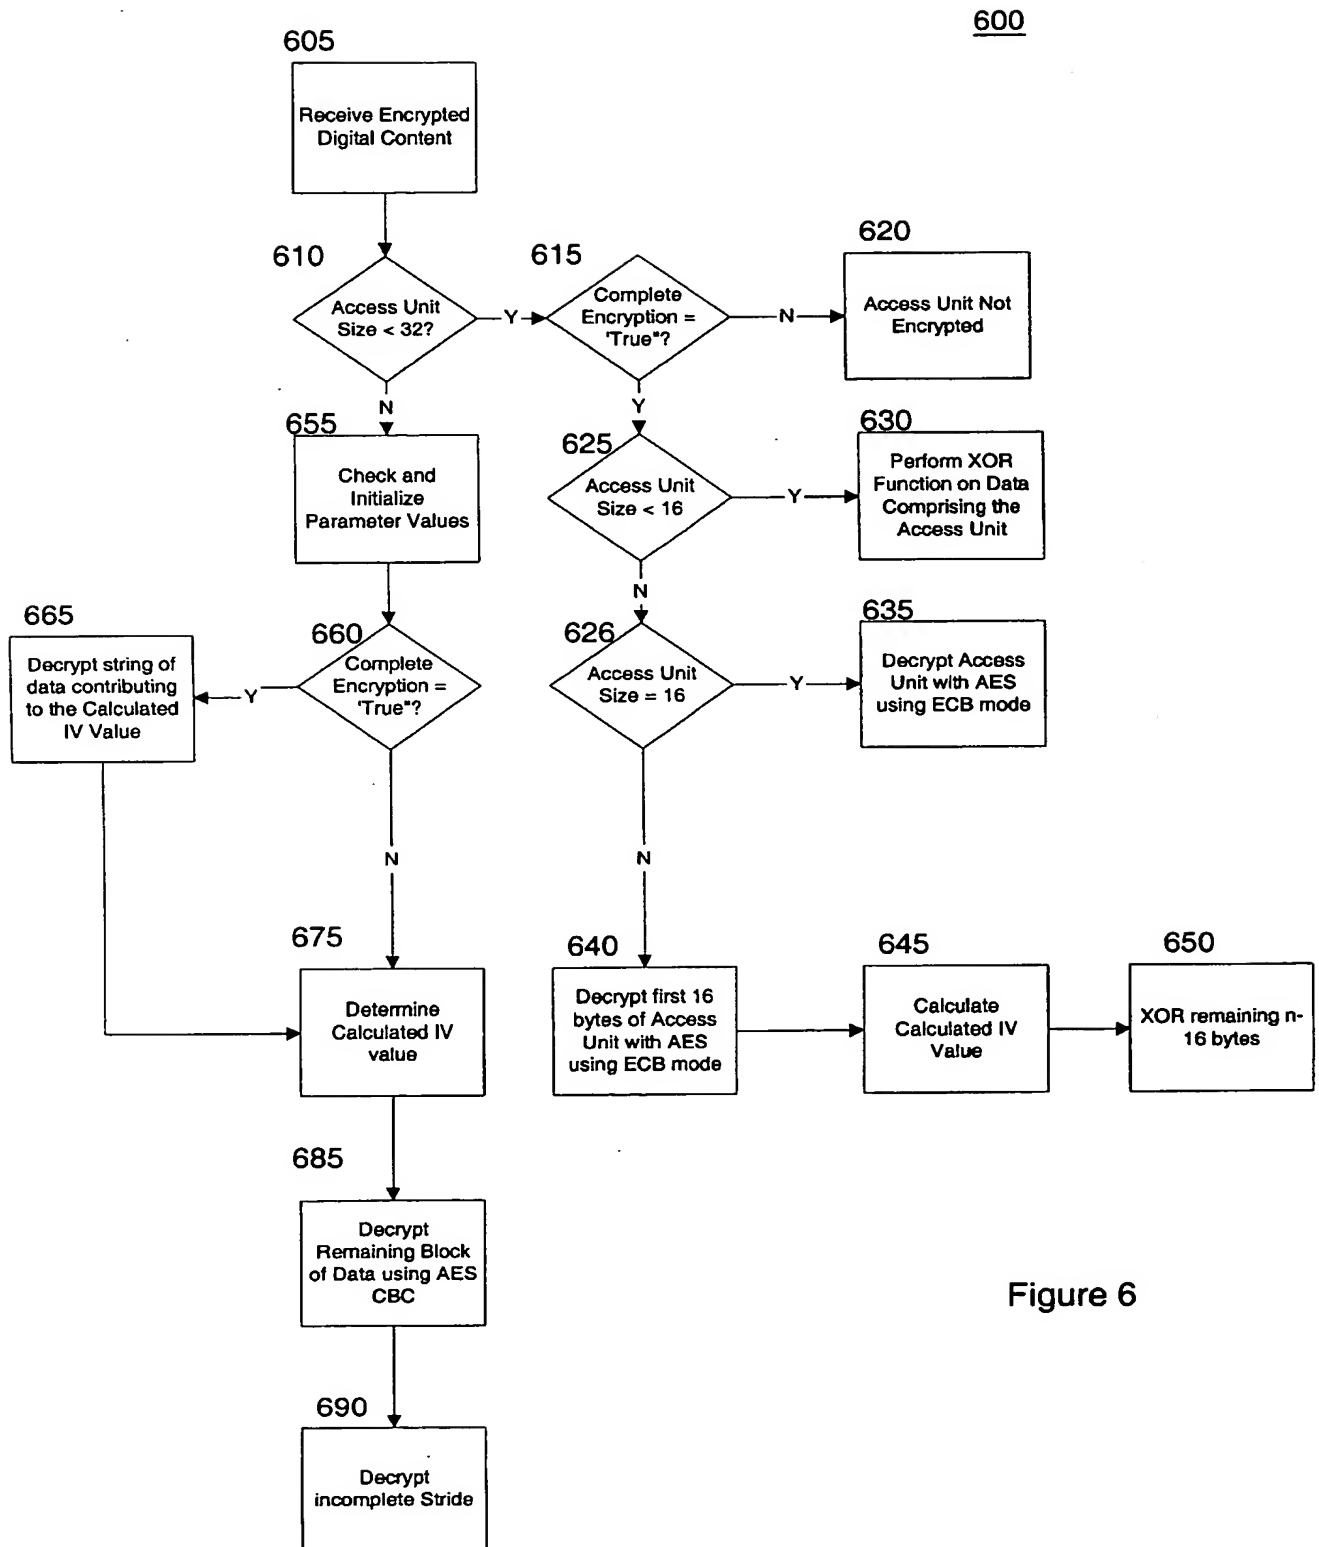 600
605
Receive Encrypted
Digital Content
610
Access Unit
Size < 32?
Y
615
Complete
Encryption =
'True"?
N
620
Access Unit Not
Encrypted
N
Y
655
Check and
Initialize
Parameter Values
625
Access Unit
Size < 16
Y
630
Perform XOR
Function on Data
Comprising the
Access Unit
N
665
Decrypt string of
data contributing
to the Calculated
IV Value
Y
660
Complete
Encryption =
'True"?
626
Access Unit
Size = 16
Y
635
Decrypt Access
Unit with AES
using ECB mode
N
N
675
Determine
Calculated IV
value
640
Decrypt first 16
bytes of Access
Unit with AES
using ECB mode
645
Calculate
Calculated IV
Value
650
XOR remaining n-
16 bytes
685
Decrypt
Remaining Block
of Data using AES
CBC
Figure 6
690
Decrypt
incomplete Stride